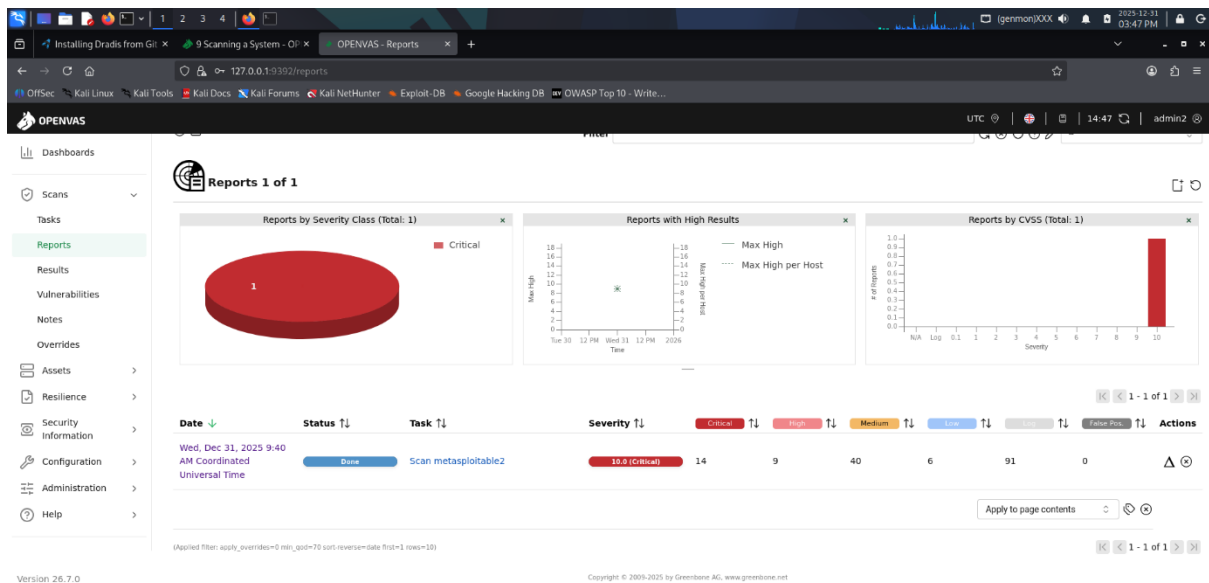 1 2 3 4
(genmon)XXX
2025-12-31
03:47 PM
Installing Dradis from Git
9 Scanning a System - OP
OPENVAS - Reports
127.0.0.1:9392/reports
OffSec Kali Linux Kali Tools Kali Docs Kali Forums Kali NetHunter Exploit-DB Google Hacking DB OWASP Top 10 - Write...
OPENVAS
UTC
14:47
admin2
Dashboards
Scans
Tasks
Reports
Results
Vulnerabilities
Notes
Overrides
Assets
Resilience
Security
Information
Configuration
Administration
Help
Filter
Reports 1 of 1
Reports by Severity Class (Total: 1)
Critical
1
Reports with High Results
Max High
Max High per Host
18
16
14
12
10
8
6
4
2
0
Max High
18
16
14
12
10
8
6
4
2
0
Max High per Host
Tue 30 12 PM Wed 31 12 PM 2026
Time
Reports by CVSS (Total: 1)
# of Reports
1.0
0.9
0.8
0.7
0.6
0.5
0.4
0.3
0.2
0.1
0.0
N/A Log 0.1 1 2 3 4 5 6 7 8 9 10
Severity
1 - 1 of 1
Date Status Task Severity Critical High Medium Low Log False Pos. Actions
Wed, Dec 31, 2025 9:40
AM Coordinated
Universal Time
Done
Scan metasploitable2
10.0 (Critical)
14 9 40 6 91 0
Apply to page contents
(Applied filter: apply_overrides=0 min_qod=70 sort-reverse=date first=1 rows=10)
1 - 1 of 1
Version 26.7.0
Copyright © 2009-2025 by Greenbone AG, www.greenbone.net